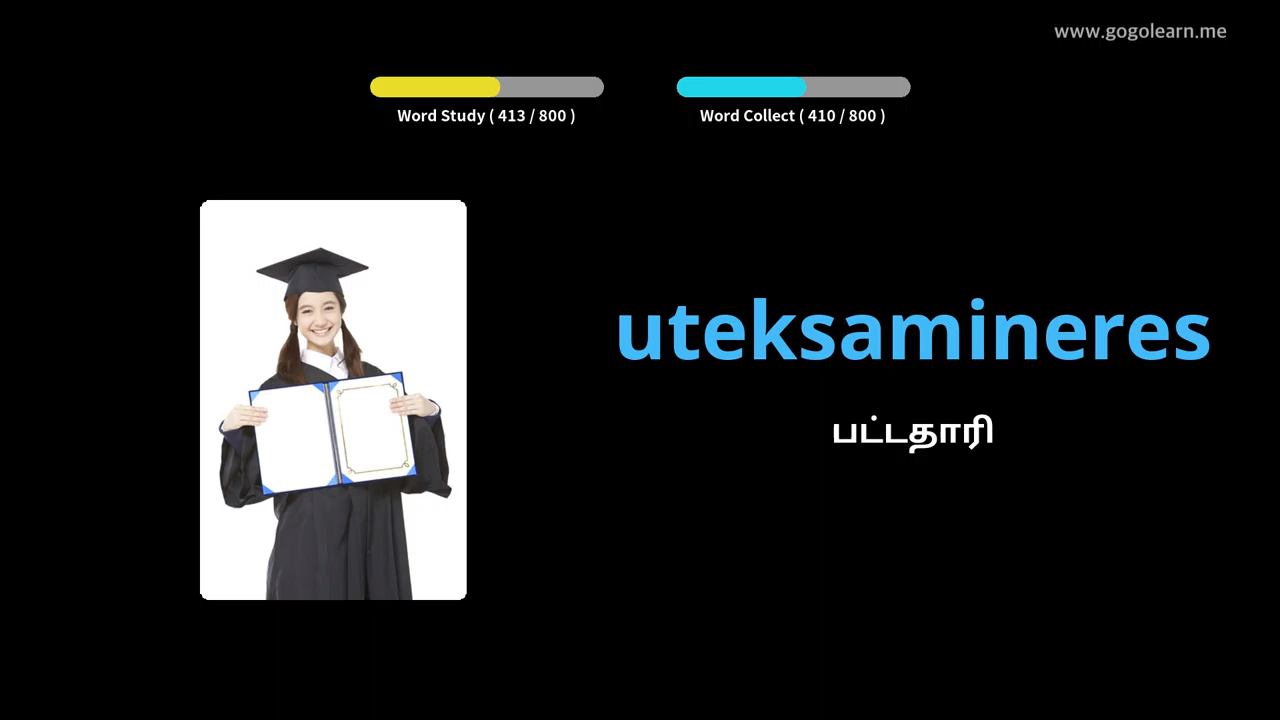 www.gogolearn.me
Word Study ( 413 / 800 )
Word Collect ( 410 / 800 )
uteksamineres
பட்டதாரி